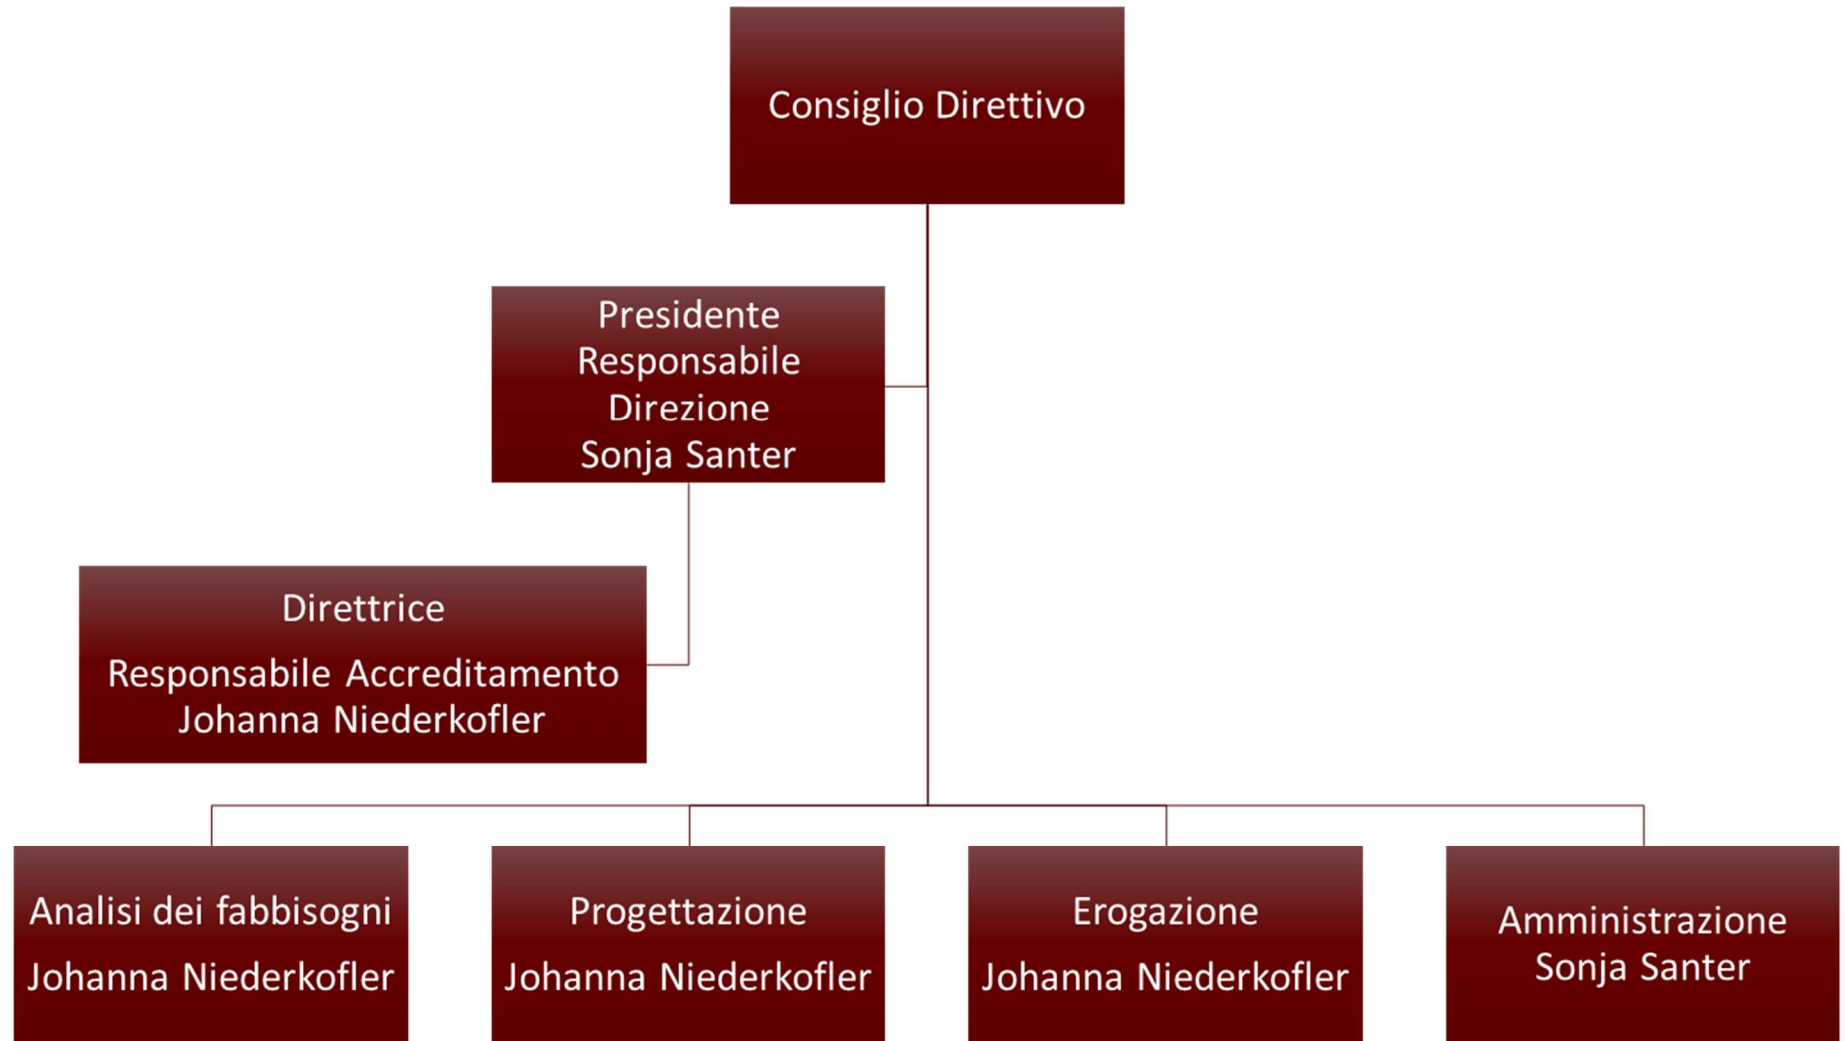 Consiglio Direttivo
Presidente
Responsabile
Direzione
Sonja Santer
Direttrice
Responsabile Accreditamento
Johanna Niederkofler
Analisi dei fabbisogni
Johanna Niederkofler
Progettazione
Johanna Niederkofler
Erogazione
Johanna Niederkofler
Amministrazione
Sonja Santer